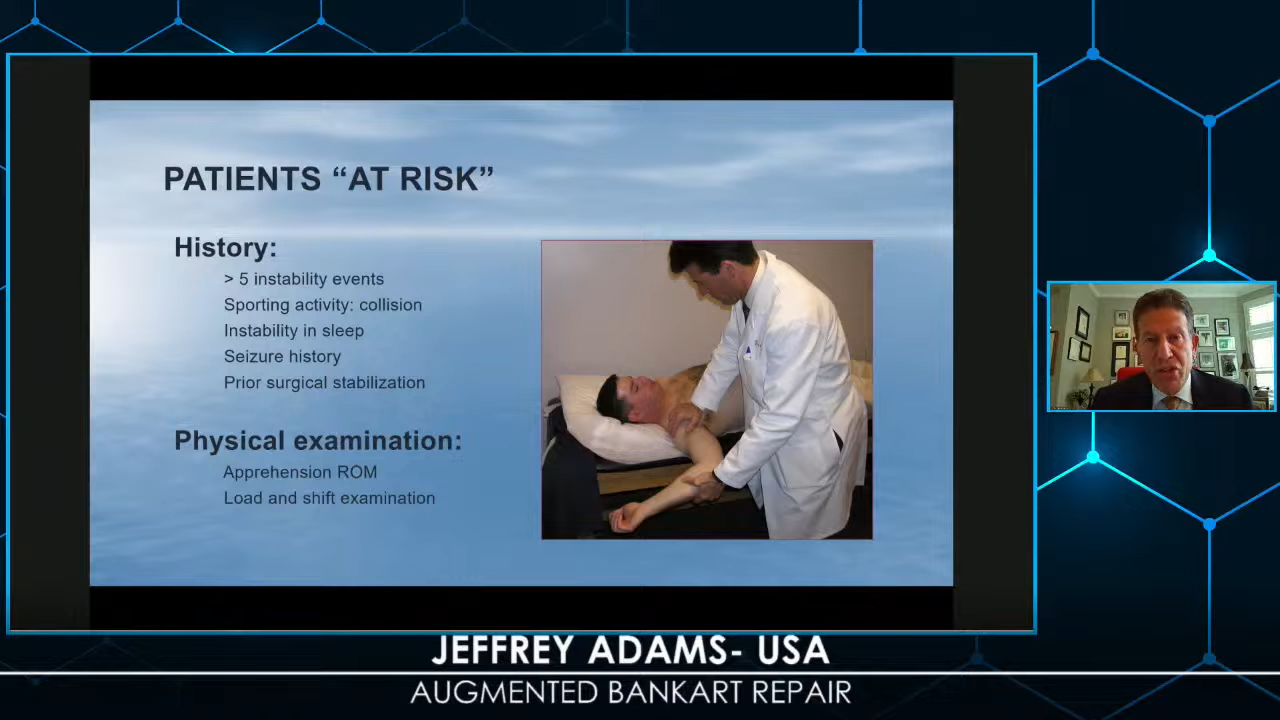 PATIENTS “AT RISK”
History:
> 5 instability events
Sporting activity: collision
Instability in sleep
Seizure history
Prior surgical stabilization
Physical examination:
Apprehension ROM
Load and shift examination
JEFFREY ADAMS- USA
AUGMENTED BANKART REPAIR